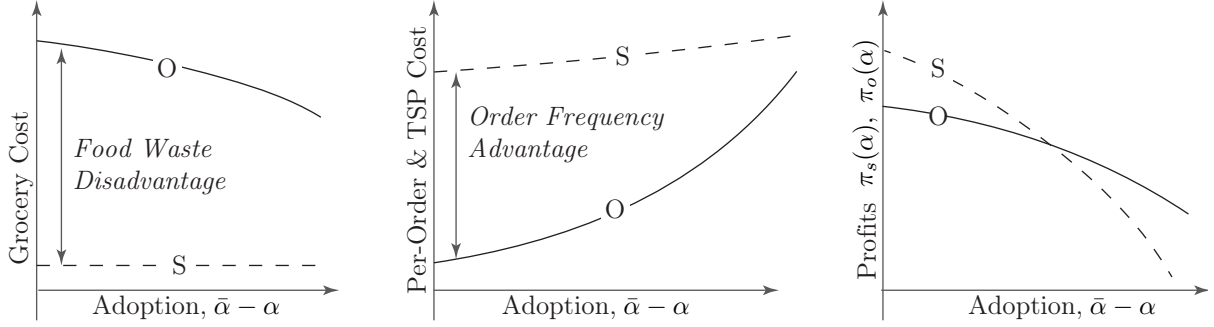 Grocery Cost
O
Food Waste
Disadvantage
S
Adoption, ᾱ − α
Per-Order & TSP Cost
S
Order Frequency
Advantage
O
Adoption, ᾱ − α
Profits π_s(α), π_o(α)
S
O
Adoption, ᾱ − α